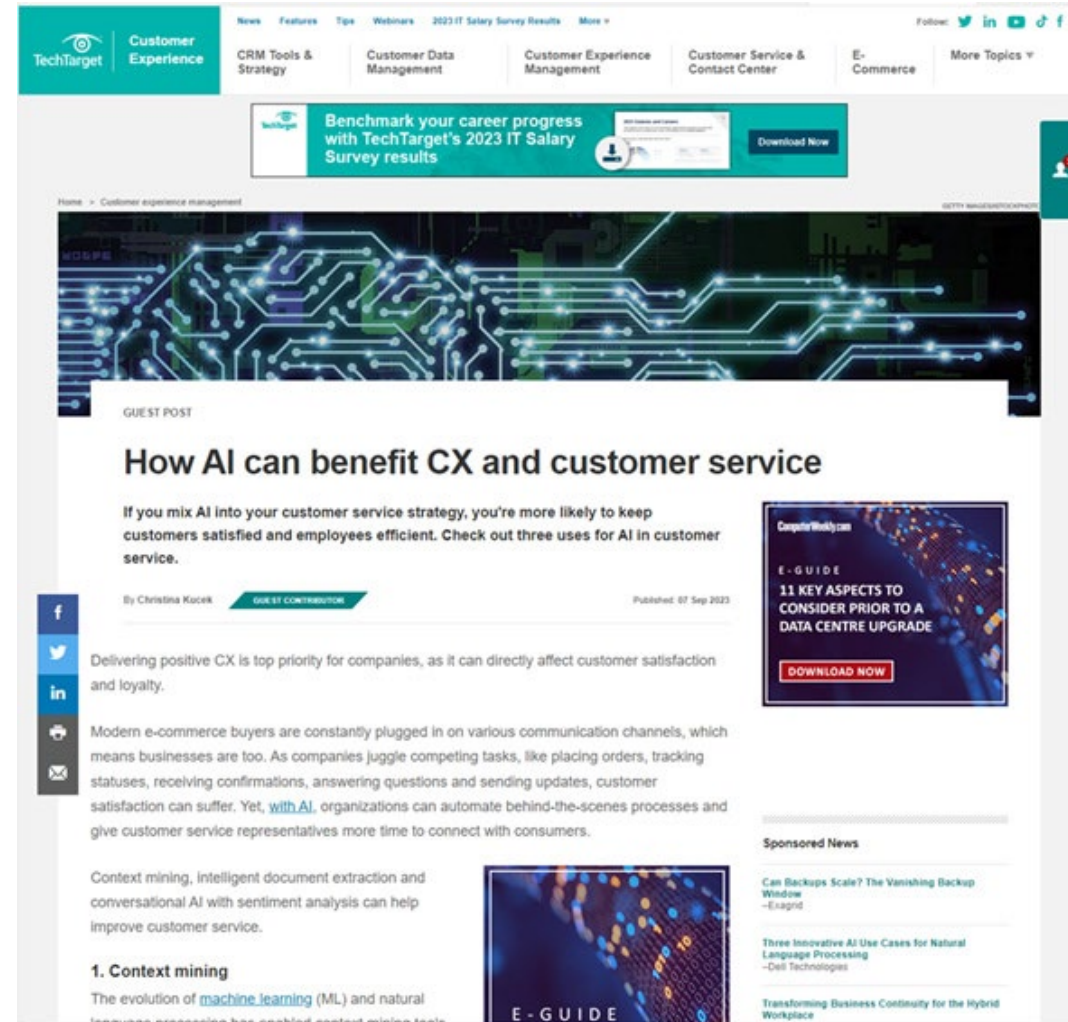 TechTarget
Customer
Experience
News Features Tips Webinars 2023 IT Salary Survey Results More
Follow:
CRM Tools &
Strategy
Customer Data
Management
Customer Experience
Management
Customer Service &
Contact Center
E-
Commerce
More Topics
TechTarget
Benchmark your career progress
with TechTarget's 2023 IT Salary
Survey results
Download Now
Home > Customer experience management
GETTY IMAGES/ISTOCKPHOTO
GUEST POST
How AI can benefit CX and customer service
If you mix AI into your customer service strategy, you're more likely to keep
customers satisfied and employees efficient. Check out three uses for AI in customer
service.
By Christina Kucek
GUEST CONTRIBUTOR
Published: 07 Sep 2023
Delivering positive CX is top priority for companies, as it can directly affect customer satisfaction
and loyalty.
Modern e-commerce buyers are constantly plugged in on various communication channels, which
means businesses are too. As companies juggle competing tasks, like placing orders, tracking
statuses, receiving confirmations, answering questions and sending updates, customer
satisfaction can suffer. Yet, with AI, organizations can automate behind-the-scenes processes and
give customer service representatives more time to connect with consumers.
Context mining, intelligent document extraction and
conversational AI with sentiment analysis can help
improve customer service.
1. Context mining
The evolution of machine learning (ML) and natural
language processing has enabled context mining tools
E-GUIDE
ComputerWeekly.com
E-GUIDE
11 KEY ASPECTS TO
CONSIDER PRIOR TO A
DATA CENTRE UPGRADE
DOWNLOAD NOW
Sponsored News
Can Backups Scale? The Vanishing Backup
Window
–Exagrid
Three Innovative AI Use Cases for Natural
Language Processing
–Dell Technologies
Transforming Business Continuity for the Hybrid
Workplace